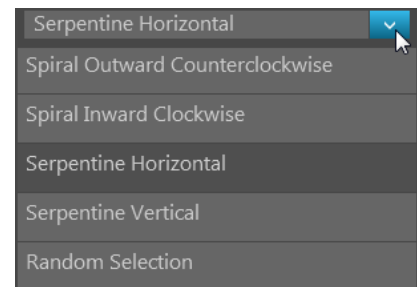 Serpentine Horizontal
Spiral Outward Counterclockwise
Spiral Inward Clockwise
Serpentine Horizontal
Serpentine Vertical
Random Selection